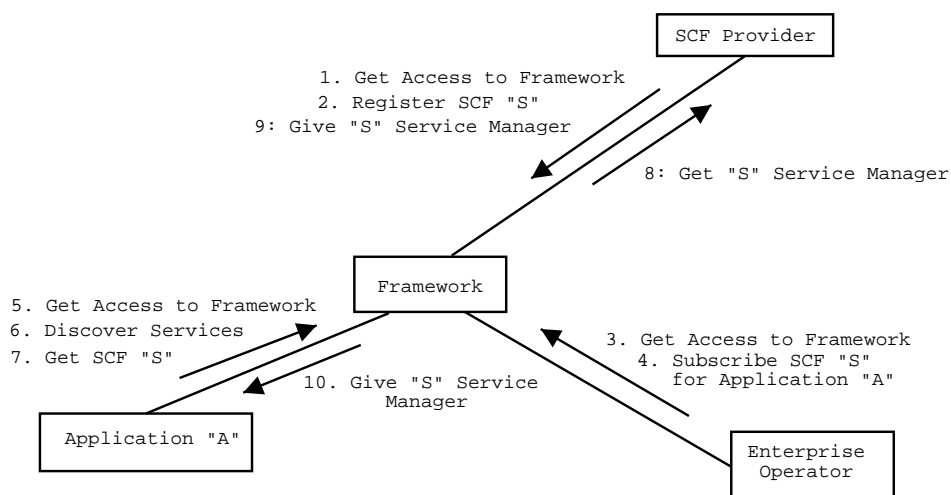 SCF Provider
1. Get Access to Framework
2. Register SCF "S"
9: Give "S" Service Manager
8: Get "S" Service Manager
Framework
5. Get Access to Framework
6. Discover Services
7. Get SCF "S"
3. Get Access to Framework
4. Subscribe SCF "S"
for Application "A"
10. Give "S" Service
Manager
Application "A"
Enterprise
Operator